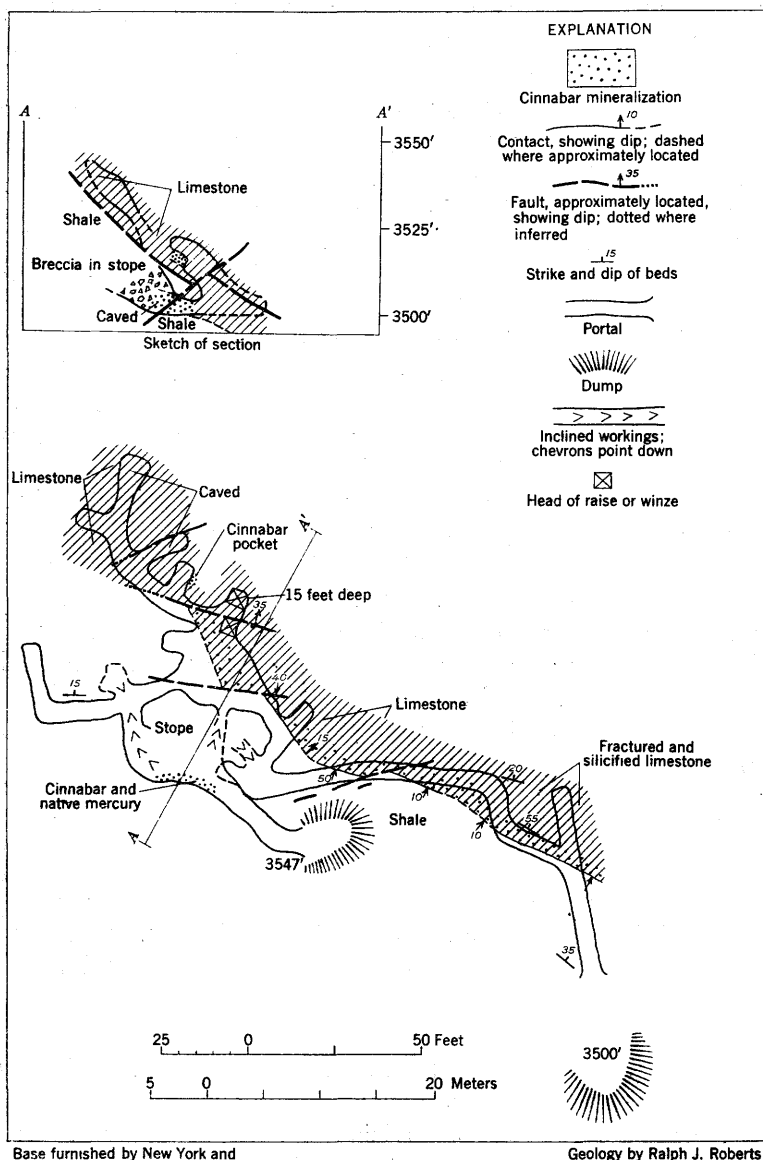 EXPLANATION
Cinnabar mineralization
10
Contact, showing dip; dashed
where approximately located
35
Fault, approximately located,
showing dip; dotted where
inferred
15
Strike and dip of beds
Portal
Dump
Inclined workings;
chevrons point down
Head of raise or winze
A
A'
3550'
Limestone
Shale
3525'
Breccia in stope
Caved
Shale
3500'
Sketch of section
Limestone
Caved
Cinnabar
pocket
A'
15 feet deep
35
15
40
Limestone
Stope
15
Fractured and
silicified limestone
20
50
Cinnabar and
native mercury
10
Shale
55
10
A
3547'
35
25 0 50 Feet
3500'
5 0 20 Meters
Base furnished by New York and
Geology by Ralph J. Roberts